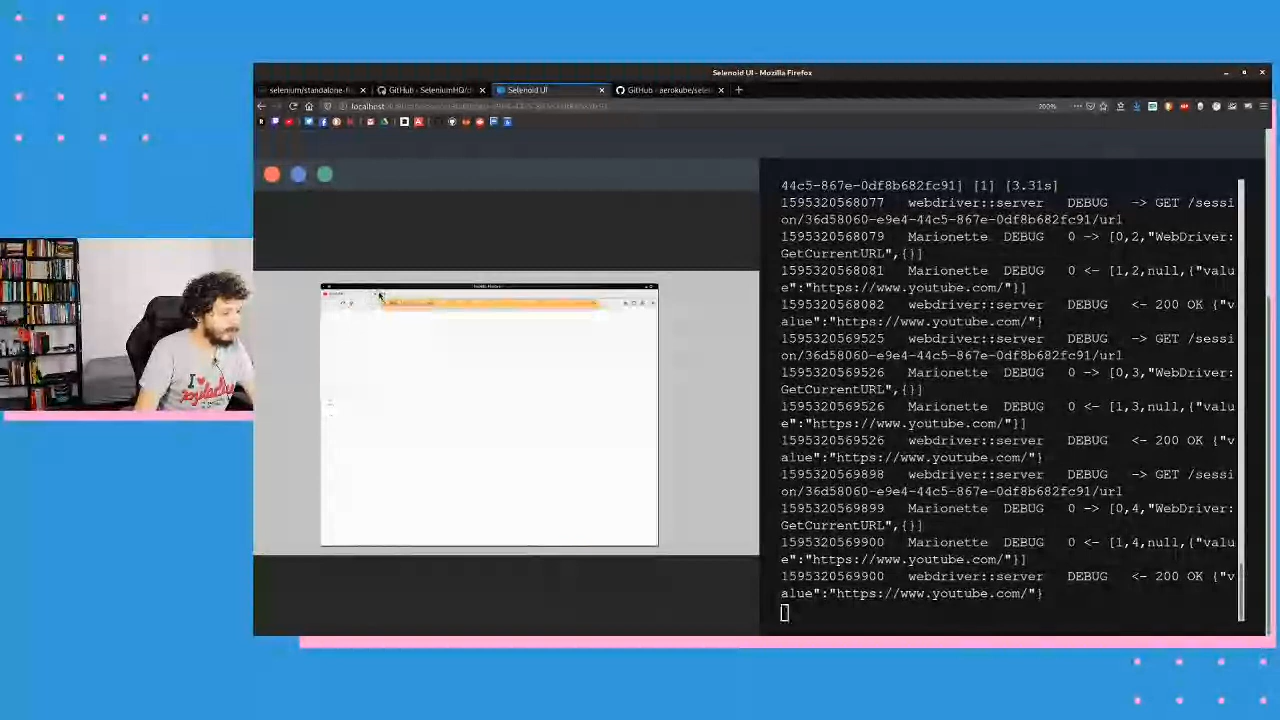 Selenoid UI - Mozilla Firefox
selenium/standalone-fi
GitHub - SeleniumHQ/d
Selenoid UI
GitHub - aerokube/sele
localhost
200%
44c5-867e-0df8b682fc91] [1] [3.31s]
1595320568077 webdriver::server DEBUG -> GET /sessi
on/36d58060-e9e4-44c5-867e-0df8b682fc91/url
1595320568079 Marionette DEBUG 0 -> [0,2,"WebDriver:
GetCurrentURL",{}]
1595320568081 Marionette DEBUG 0 <- [1,2,null,{"valu
e":"https://www.youtube.com/"}]
1595320568082 webdriver::server DEBUG <- 200 OK {"v
alue":"https://www.youtube.com/"}
1595320569525 webdriver::server DEBUG -> GET /sessi
on/36d58060-e9e4-44c5-867e-0df8b682fc91/url
1595320569526 Marionette DEBUG 0 -> [0,3,"WebDriver:
GetCurrentURL",{}]
1595320569526 Marionette DEBUG 0 <- [1,3,null,{"valu
e":"https://www.youtube.com/"}]
1595320569526 webdriver::server DEBUG <- 200 OK {"v
alue":"https://www.youtube.com/"}
1595320569898 webdriver::server DEBUG -> GET /sessi
on/36d58060-e9e4-44c5-867e-0df8b682fc91/url
1595320569899 Marionette DEBUG 0 -> [0,4,"WebDriver:
GetCurrentURL",{}]
1595320569900 Marionette DEBUG 0 <- [1,4,null,{"valu
e":"https://www.youtube.com/"}]
1595320569900 webdriver::server DEBUG <- 200 OK {"v
alue":"https://www.youtube.com/"}